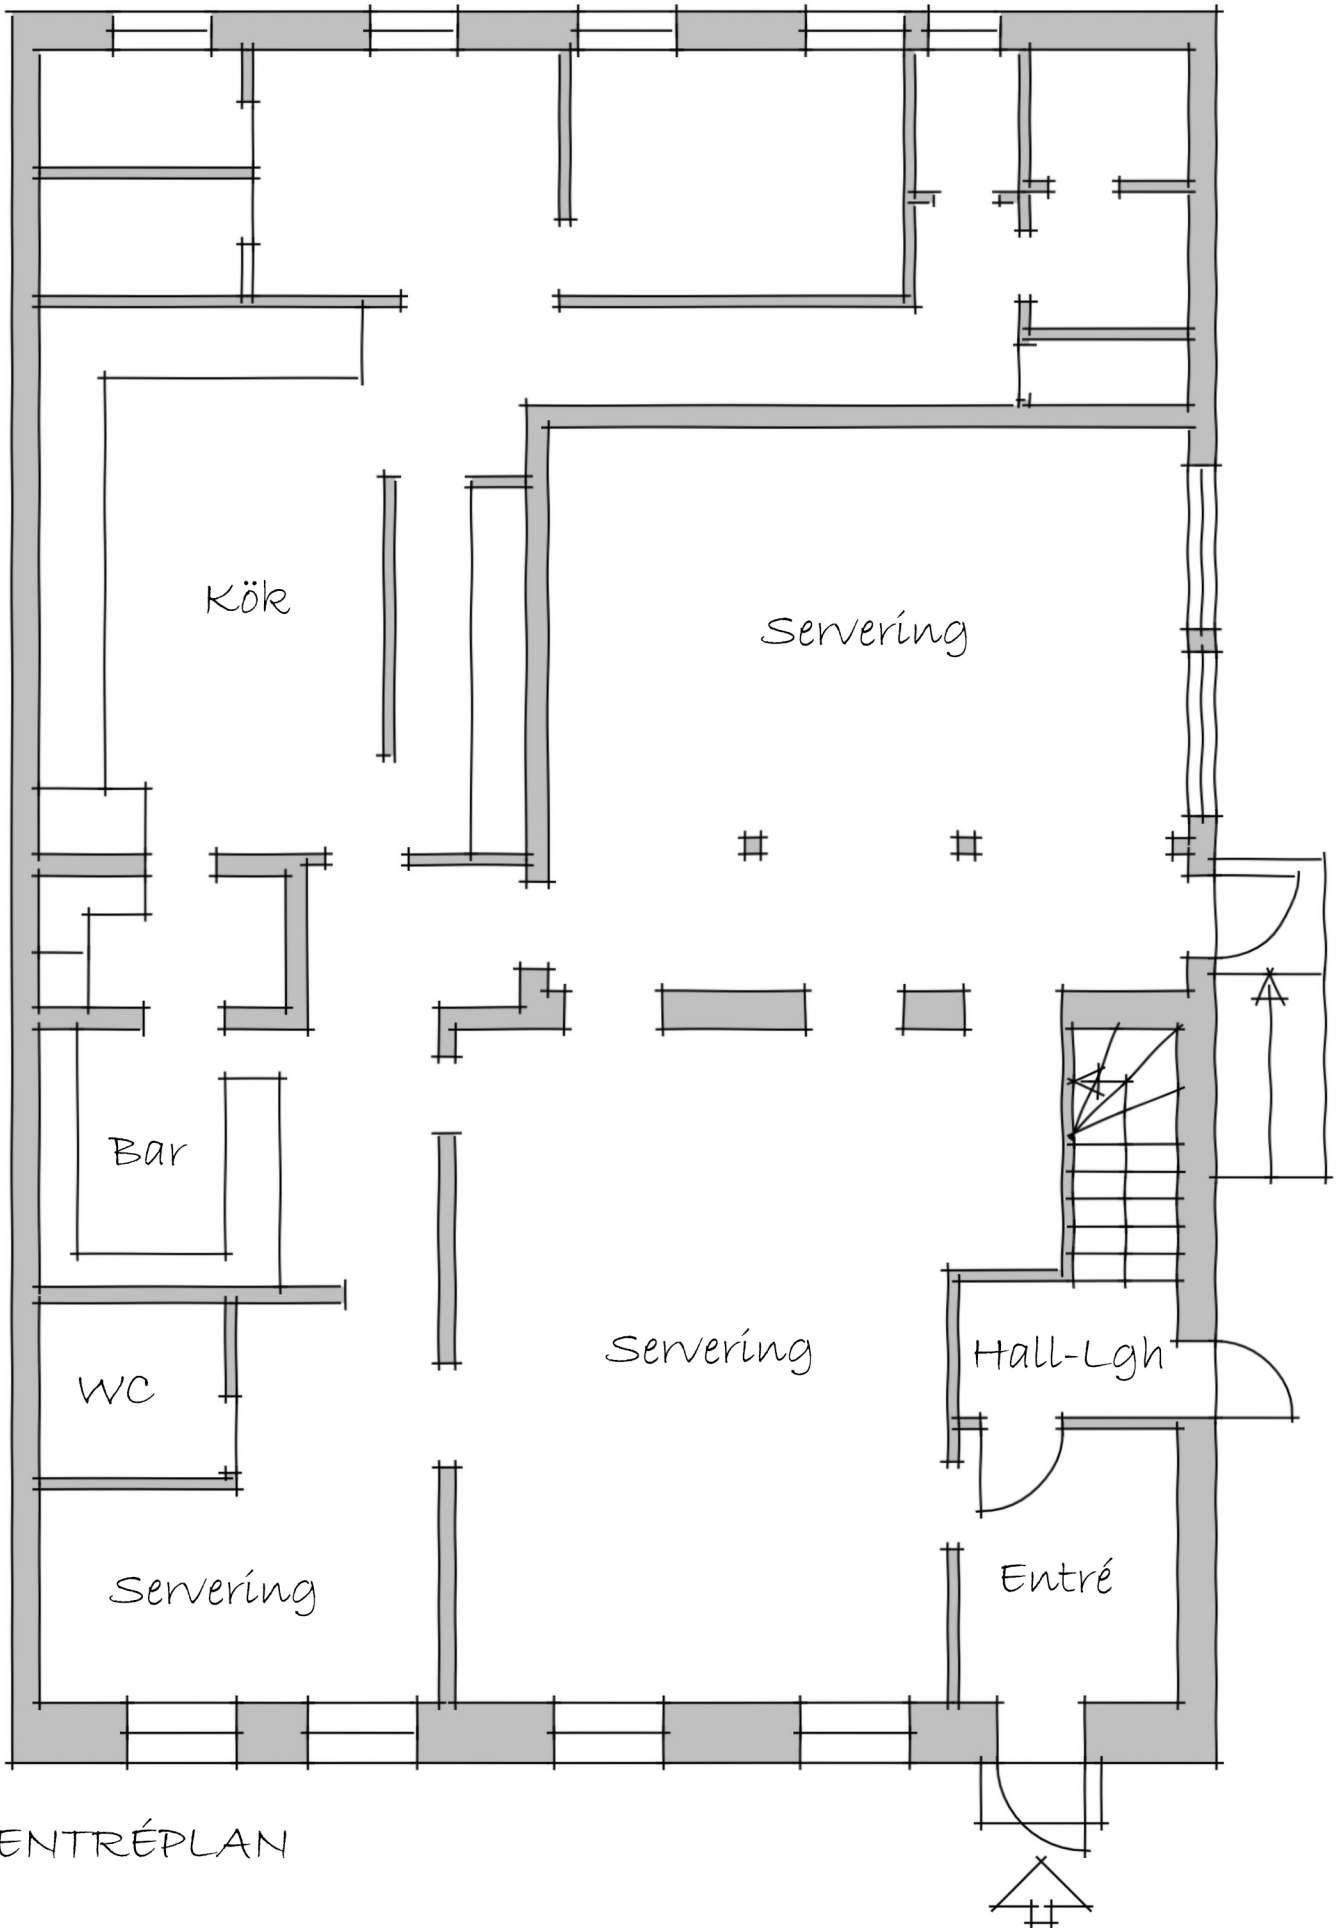 Kök
Servering
Bar
Servering
Hall-Lgh
WC
Entré
Servering
ENTRÉPLAN